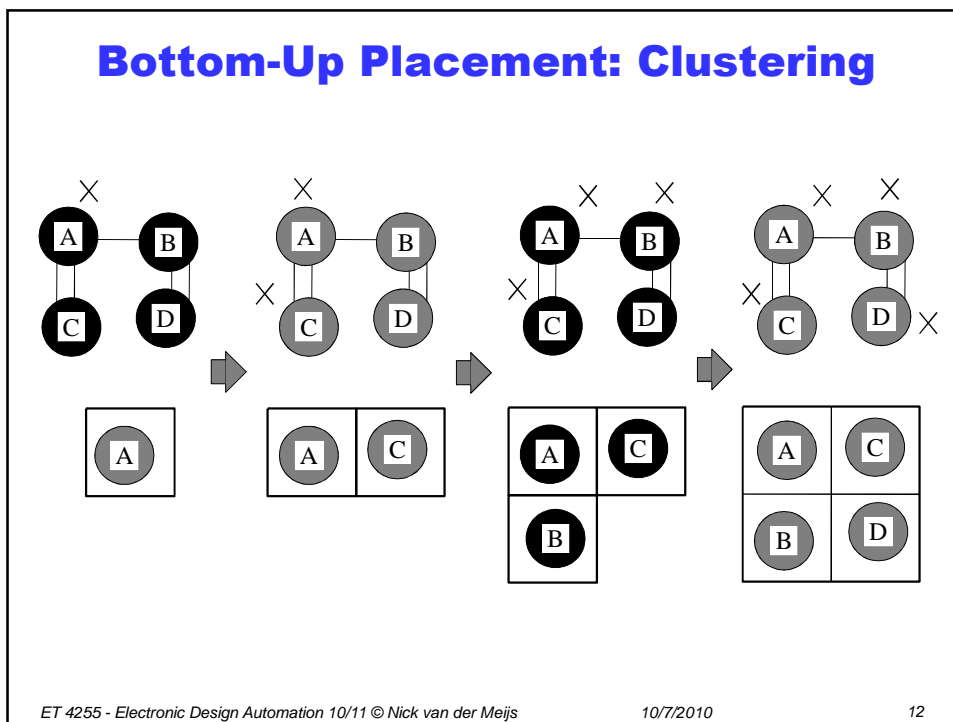 Bottom-Up Placement: Clustering
A B A B A B A B
C D C D C D C D
A A C A C A C
B B D
ET 4255 - Electronic Design Automation 10/11 © Nick van der Meijs 10/7/2010 12